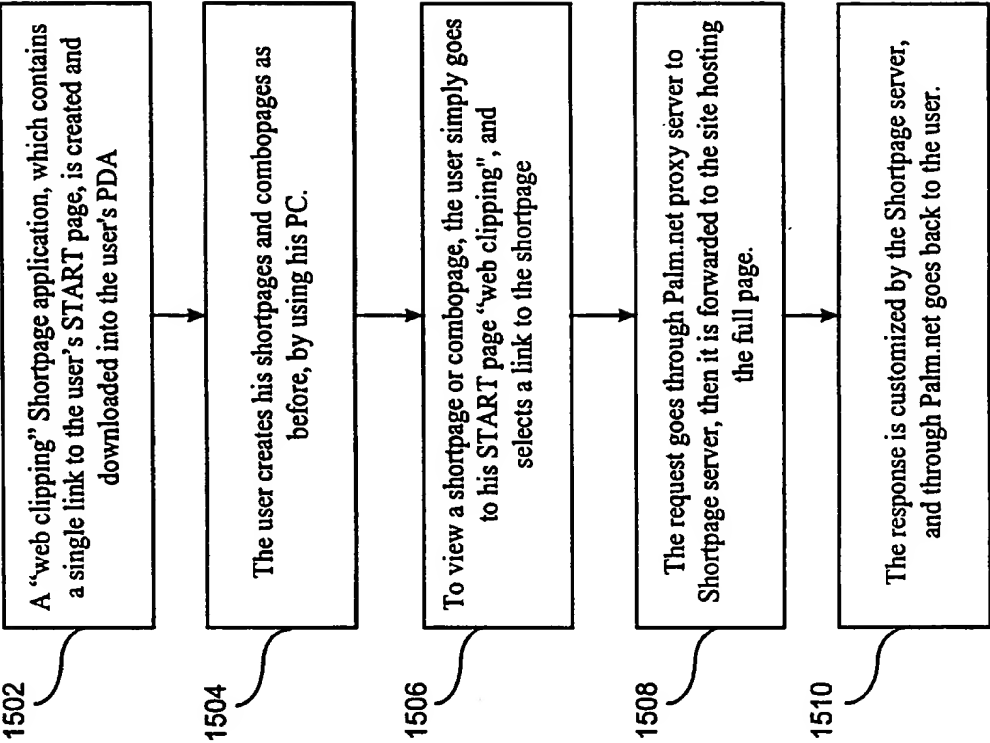 1502
A “web clipping” Shortpage application, which contains
a single link to the user's START page, is created and
downloaded into the user's PDA
1504
The user creates his shortpages and combopages as
before, by using his PC.
1506
To view a shortpage or combopage, the user simply goes
to his START page “web clipping", and
selects a link to the shortpage
1508
The request goes through Palm.net proxy server to
Shortpage server, then it is forwarded to the site hosting
the full page.
1510
The response is customized by the Shortpage server,
and through Palm.net goes back to the user.